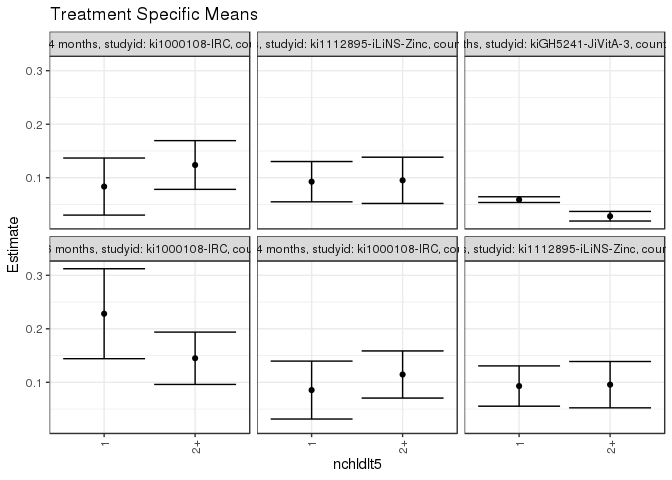 Treatment Specific Means
4 months, studyid: ki1000108-IRC, cou
, studyid: ki1112895-iLiNS-Zinc, coun
ths, studyid: kiGH5241-JiVitA-3, count
0.3
0.2
0.1
6 months, studyid: ki1000108-IRC, cou
4 months, studyid: ki1000108-IRC, cou
, studyid: ki1112895-iLiNS-Zinc, coun
0.3
0.2
0.1
Estimate
1
2+
1
2+
1
2+
nchldlt5